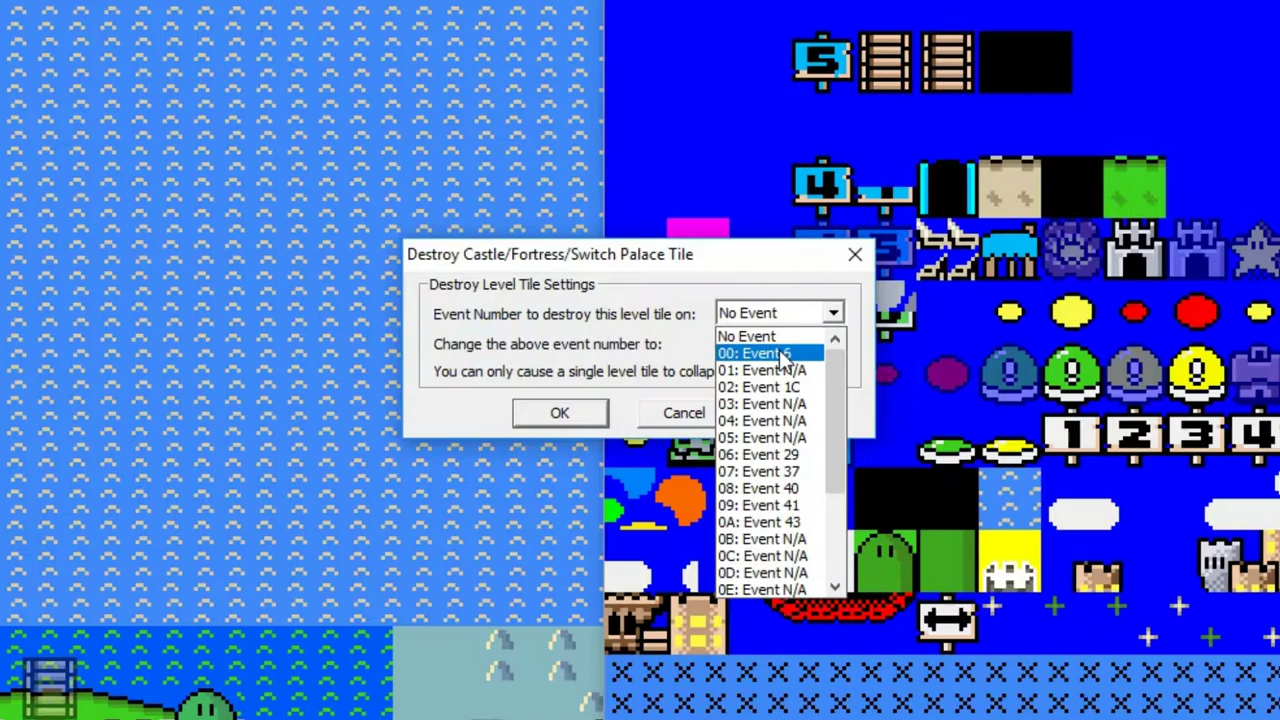 5
4
5
Destroy Castle/Fortress/Switch Palace Tile
Destroy Level Tile Settings
Event Number to destroy this level tile on:
No Event
Change the above event number to:
You can only cause a single level tile to collap
OK
Cancel
No Event
00: Event 6
01: Event N/A
02: Event 1C
03: Event N/A
04: Event N/A
05: Event N/A
06: Event 29
07: Event 37
08: Event 40
09: Event 41
0A: Event 43
0B: Event N/A
0C: Event N/A
0D: Event N/A
0E: Event N/A
! ! ! !
1 2 3 4